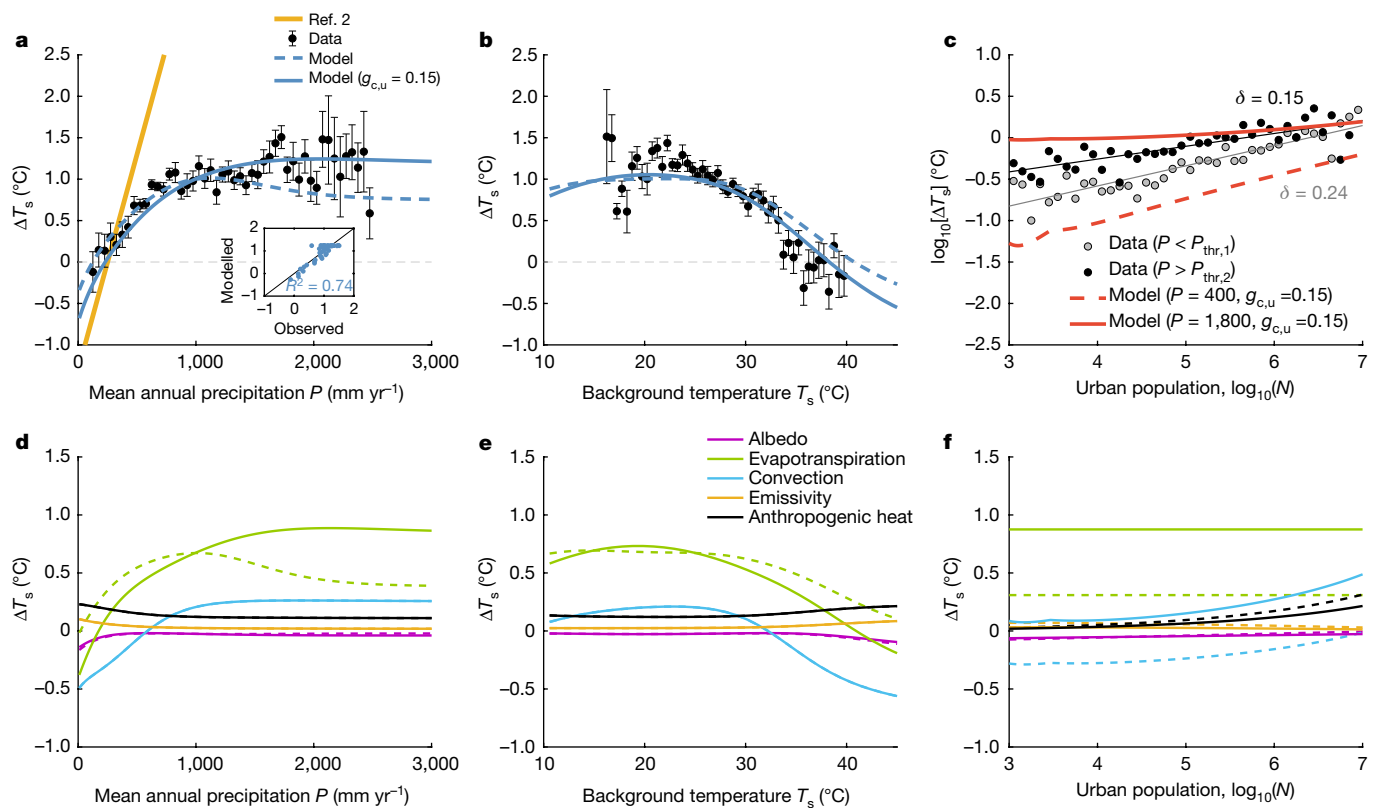 Ref. 2
Data
Model
Model (g_c,u = 0.15)
a
2.5
2.0
1.5
1.0
0.5
0
−0.5
−1.0
ΔT_s (°C)
0
1,000
2,000
3,000
Mean annual precipitation P (mm yr⁻¹)
Modelled
2
1
0
−1
R² = 0.74
−1 0 1 2
Observed
b
2.5
2.0
1.5
1.0
0.5
0
−0.5
−1.0
ΔT_s (°C)
10
20
30
40
Background temperature T_s (°C)
c
1.0
0.5
0
−0.5
−1.0
−1.5
−2.0
−2.5
log₁₀[ΔT_s] (°C)
δ = 0.15
δ = 0.24
Data (P < P_thr,1)
Data (P > P_thr,2)
Model (P = 400, g_c,u =0.15)
Model (P = 1,800, g_c,u =0.15)
3
4
5
6
7
Urban population, log₁₀(N)
d
1.5
1.0
0.5
0
−0.5
−1.0
ΔT_s (°C)
0
1,000
2,000
3,000
Mean annual precipitation P (mm yr⁻¹)
e
Albedo
Evapotranspiration
Convection
Emissivity
Anthropogenic heat
1.5
1.0
0.5
0
−0.5
−1.0
ΔT_s (°C)
10
20
30
40
Background temperature T_s (°C)
f
1.5
1.0
0.5
0
−0.5
−1.0
ΔT_s (°C)
3
4
5
6
7
Urban population, log₁₀(N)